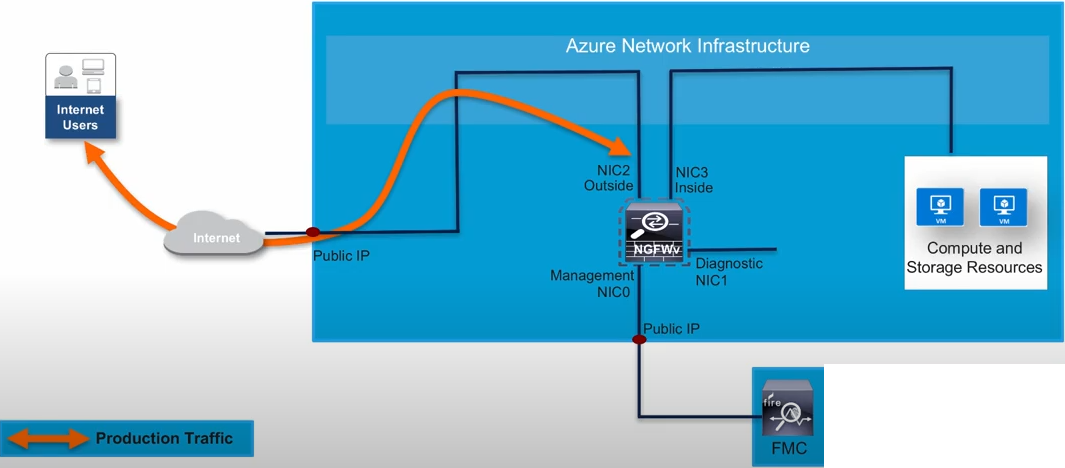 Azure Network Infrastructure
Internet
Users
NIC2
Outside
NIC3
Inside
VM
VM
Internet
Public IP
NGFWv
Compute and
Storage Resources
Management
NIC0
Diagnostic
NIC1
Public IP
fire
FMC
Production Traffic